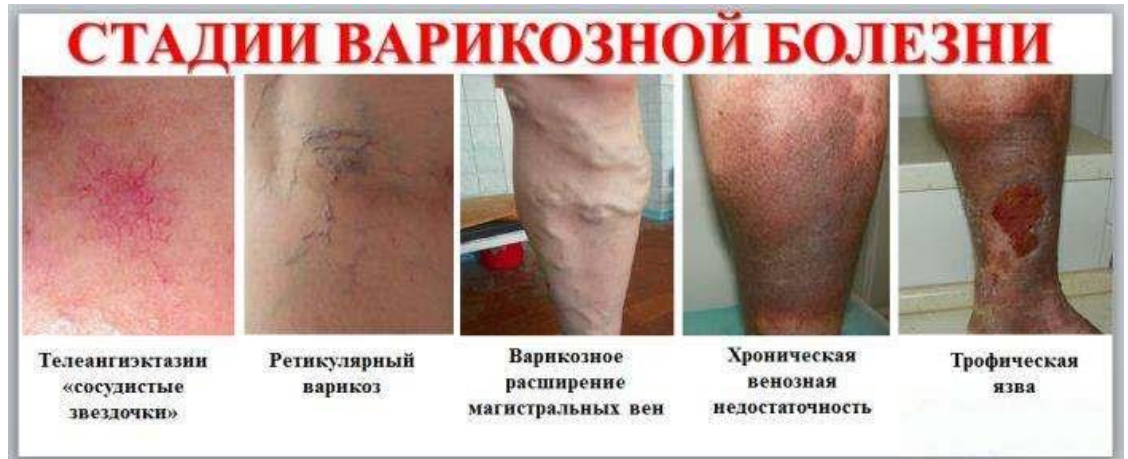 СТАДИИ ВАРИКОЗНОЙ БОЛЕЗНИ
Телеангиэктазии
«сосудистые
звездочки»
Ретикулярный
варикоз
Варикозное
расширение
магистральных вен
Хроническая
венозная
недостаточность
Трофическая
язва